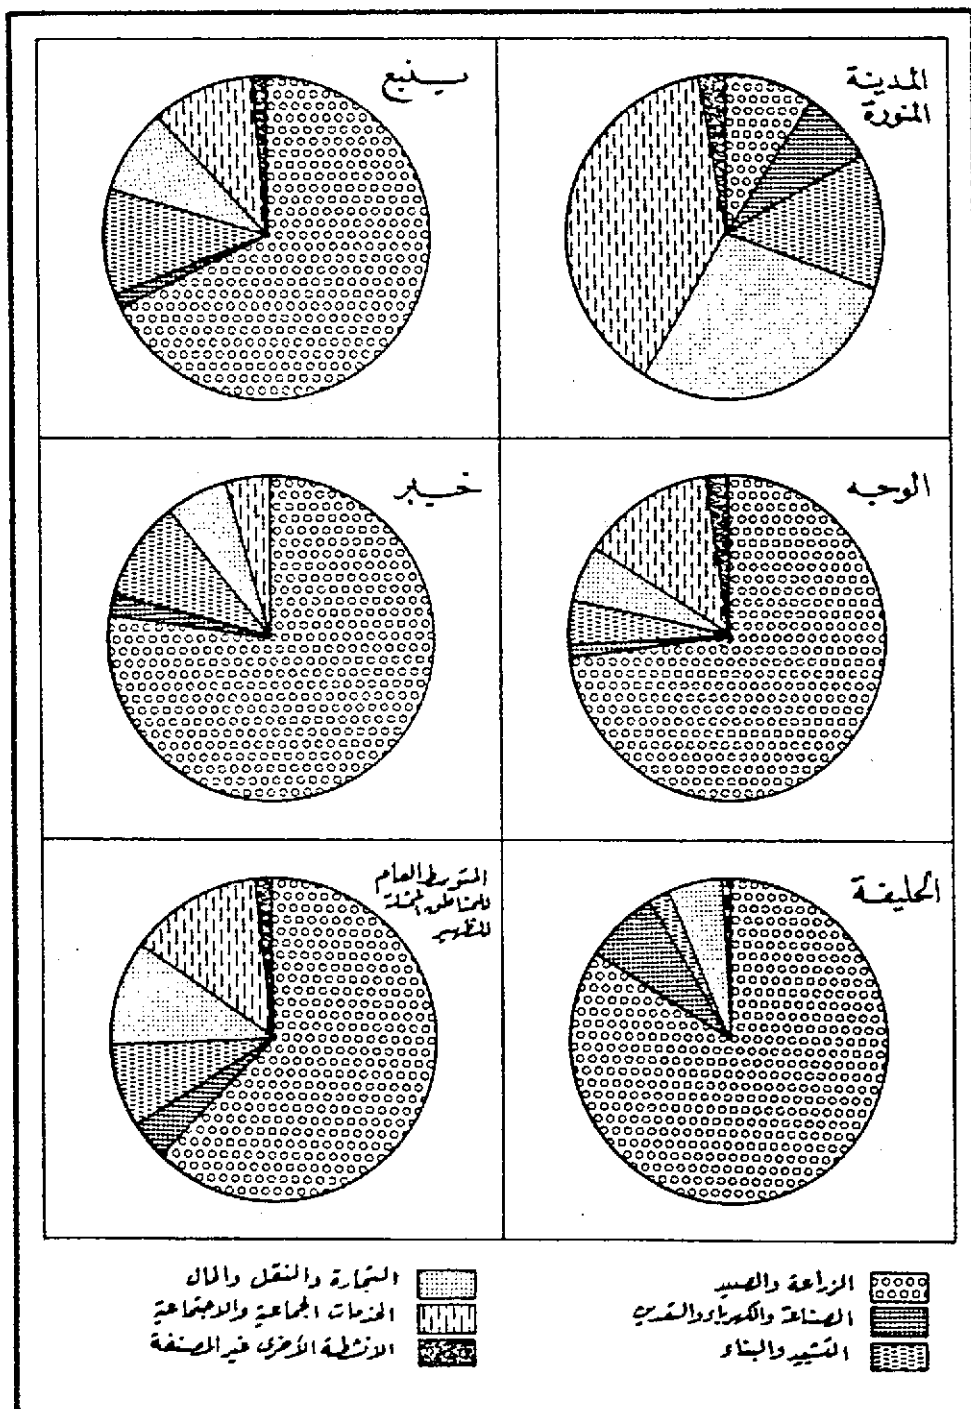 المدينة
المنورة
ينبع
الوجه
خيبر
الحليفة
المتوسط العام
للمناطق الممثلة
للظهير
الزراعة والصيد
الصناعة والكهرباء والتعدين
التشييد والبناء
التجارة والنقل والمال
الخدمات الجماعية والاجتماعية
الأنشطة الأخرى غير المصنفة